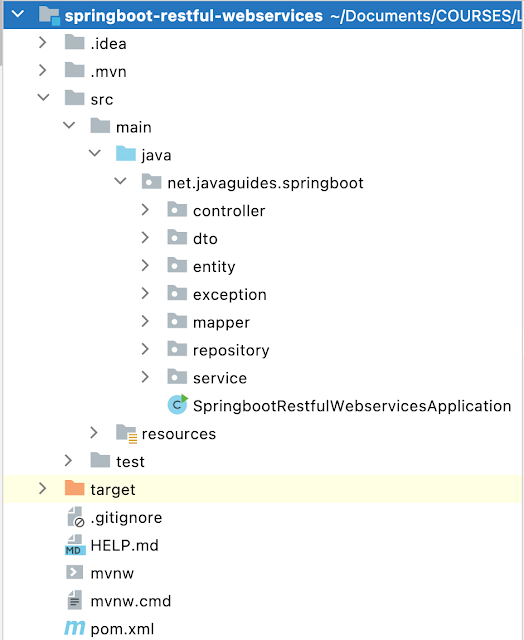 springboot-restful-webservices ~/Documents/COURSES/L
.idea
.mvn
src
main
java
net.javaguides.springboot
controller
dto
entity
exception
mapper
repository
service
C SpringbootRestfulWebservicesApplication
resources
test
target
.gitignore
MD HELP.md
mvnw
mvnw.cmd
m pom.xml